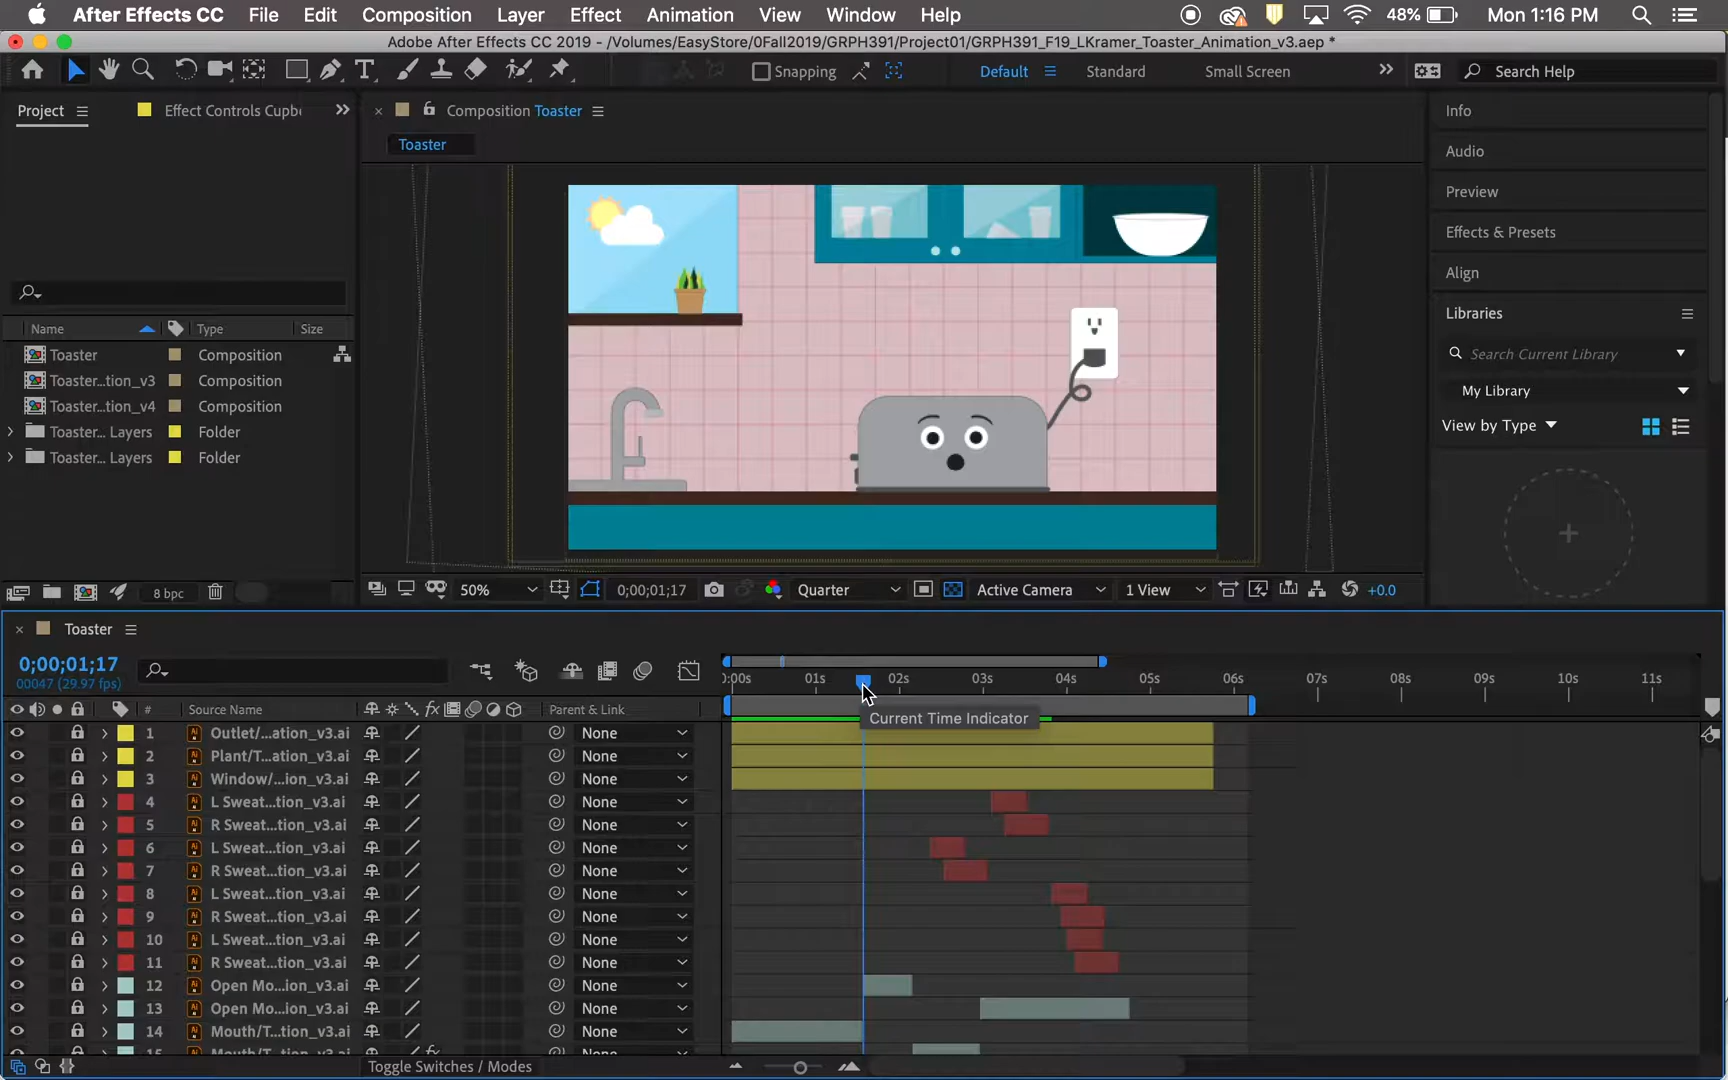 After Effects CC File Edit Composition Layer Effect Animation View Window Help 48% Mon 1:16 PM
Adobe After Effects CC 2019 - /Volumes/EasyStore/0Fall2019/GRPH391/Project01/GRPH391_F19_LKramer_Toaster_Animation_v3.aep *
Snapping Default Standard Small Screen Search Help
Project Effect Controls Cupb Composition Toaster
Toaster
Info
Audio
Preview
Effects & Presets
Align
Libraries
Search Current Library
My Library
View by Type
Name Type Size
Toaster Composition
Toaster...tion_v3 Composition
Toaster...tion_v4 Composition
Toaster... Layers Folder
Toaster... Layers Folder
8 bpc 50% 0;00;01;17 Quarter Active Camera 1 View +0.0
Toaster
0;00;01;17
00047 (29.97 fps)
:00s 01s 02s 03s 04s 05s 06s 07s 08s 09s 10s 11s
# Source Name fx Parent & Link
Current Time Indicator
1 Outlet/...ation_v3.ai None
2 Plant/T...ation_v3.ai None
3 Window/...ion_v3.ai None
4 L Sweat...tion_v3.ai None
5 R Sweat...tion_v3.ai None
6 L Sweat...tion_v3.ai None
7 R Sweat...tion_v3.ai None
8 L Sweat...tion_v3.ai None
9 R Sweat...tion_v3.ai None
10 L Sweat...tion_v3.ai None
11 R Sweat...tion_v3.ai None
12 Open Mo...ion_v3.ai None
13 Open Mo...ion_v3.ai None
14 Mouth/T...tion_v3.ai None
Toggle Switches / Modes